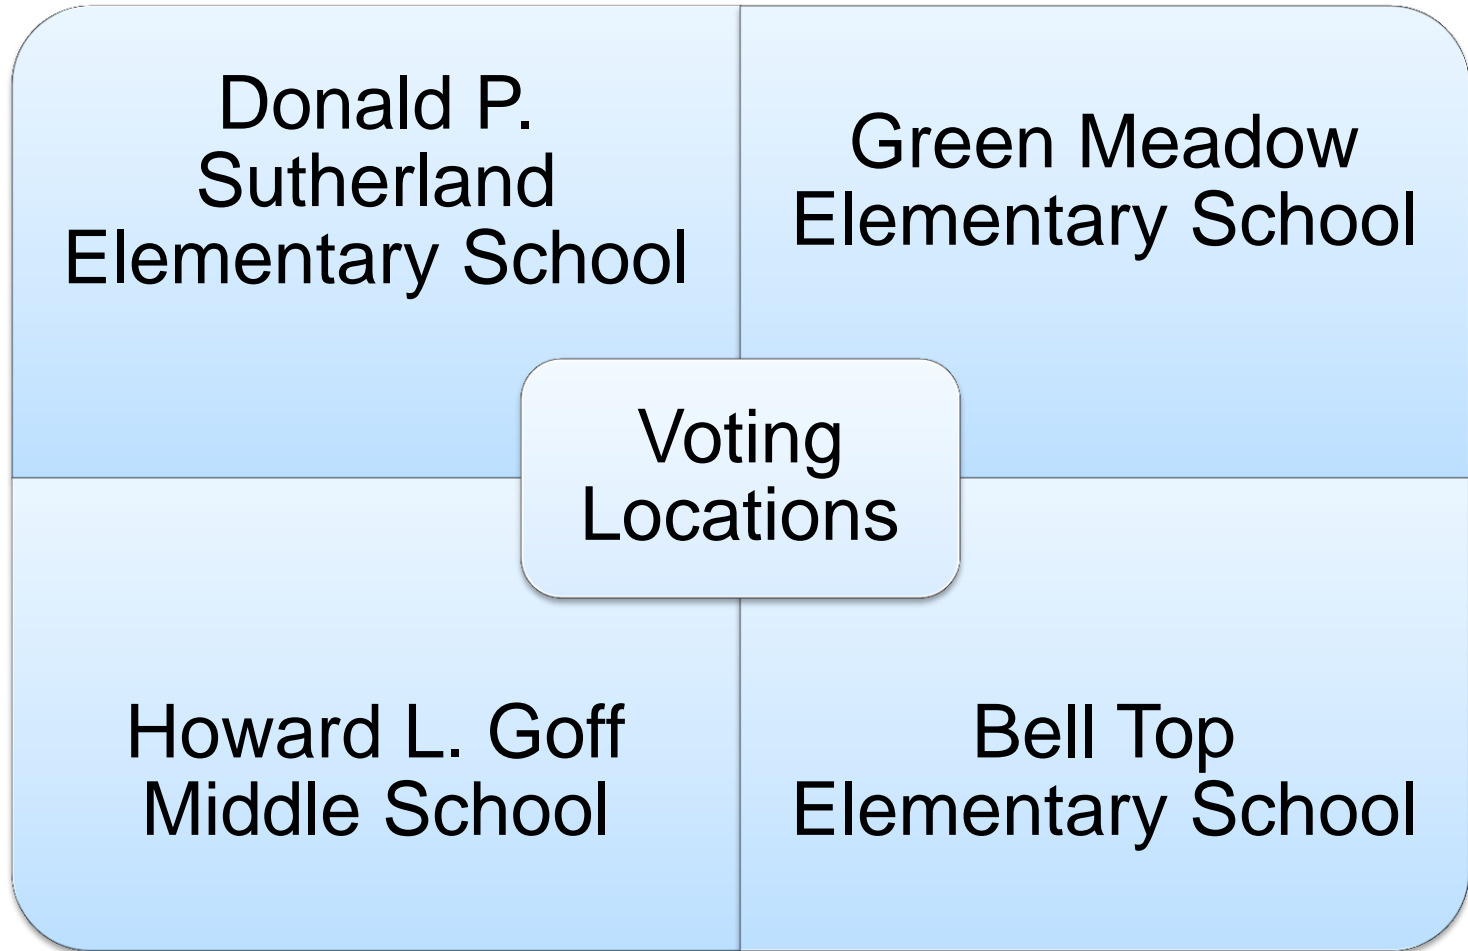 Donald P.
Sutherland
Elementary School
Green Meadow
Elementary School
Voting
Locations
Howard L. Goff
Middle School
Bell Top
Elementary School